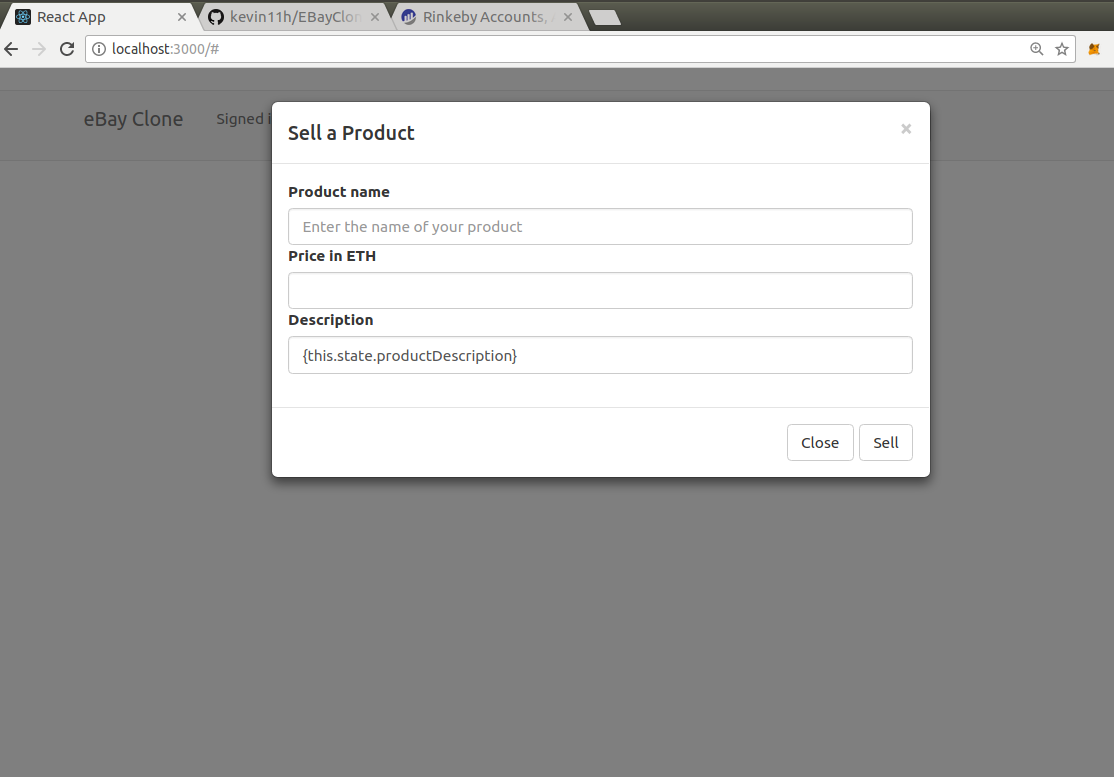 React App
kevin11h/EBayClon
Rinkeby Accounts,
localhost:3000/#
eBay Clone Signed i
Sell a Product ×
Product name
Enter the name of your product
Price in ETH
Description
{this.state.productDescription}
Close Sell